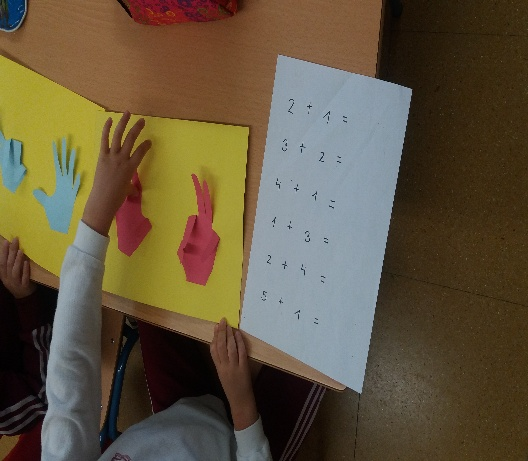 2 + 1 =
3 + 2 =
4 + 1 =
1 + 3 =
2 + 4 =
5 + 1 =